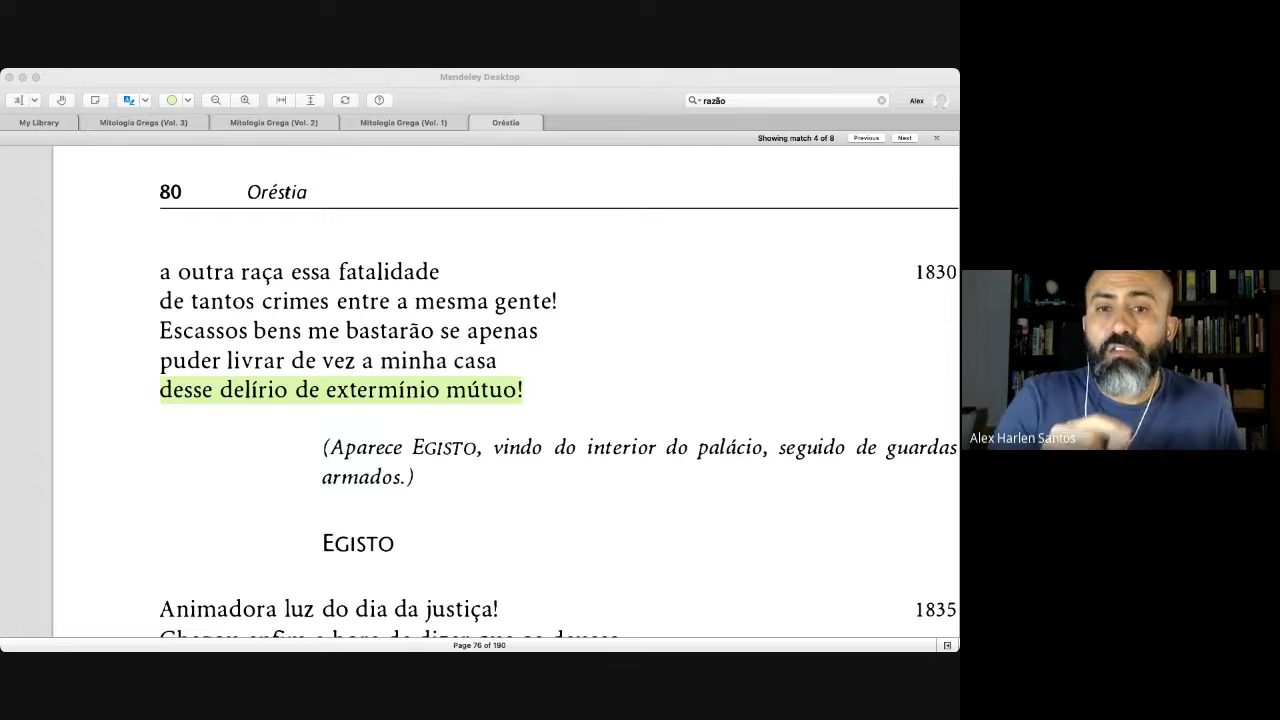 Mendeley Desktop
razão
Alex
My Library
Mitologia Grega (Vol. 3)
Mitologia Grega (Vol. 2)
Mitologia Grega (Vol. 1)
Oréstia
Showing match 4 of 8
Previous
Next
80 Oréstia
a outra raça essa fatalidade 1830
de tantos crimes entre a mesma gente!
Escassos bens me bastarão se apenas
puder livrar de vez a minha casa
desse delírio de extermínio mútuo!
(Aparece EGISTO, vindo do interior do palácio, seguido de guardas
armados.)
EGISTO
Animadora luz do dia da justiça! 1835
Page 76 of 190
Alex Harlen Santos